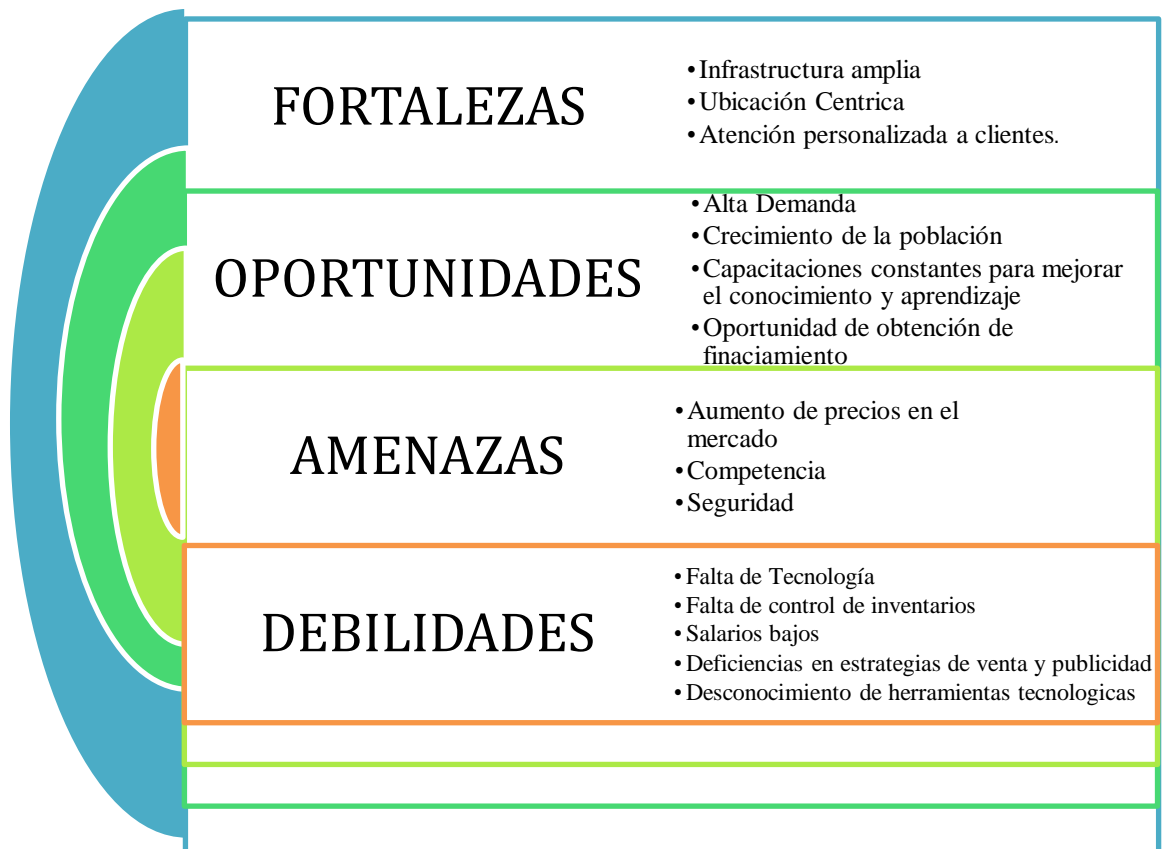 FORTALEZAS
•Infrastructura amplia
•Ubicación Centrica
•Atención personalizada a clientes.
OPORTUNIDADES
•Alta Demanda
•Crecimiento de la población
•Capacitaciones constantes para mejorar
el conocimiento y aprendizaje
•Oportunidad de obtención de
finaciamiento
AMENAZAS
•Aumento de precios en el
mercado
•Competencia
•Seguridad
DEBILIDADES
•Falta de Tecnología
•Falta de control de inventarios
•Salarios bajos
•Deficiencias en estrategias de venta y publicidad
•Desconocimiento de herramientas tecnologicas